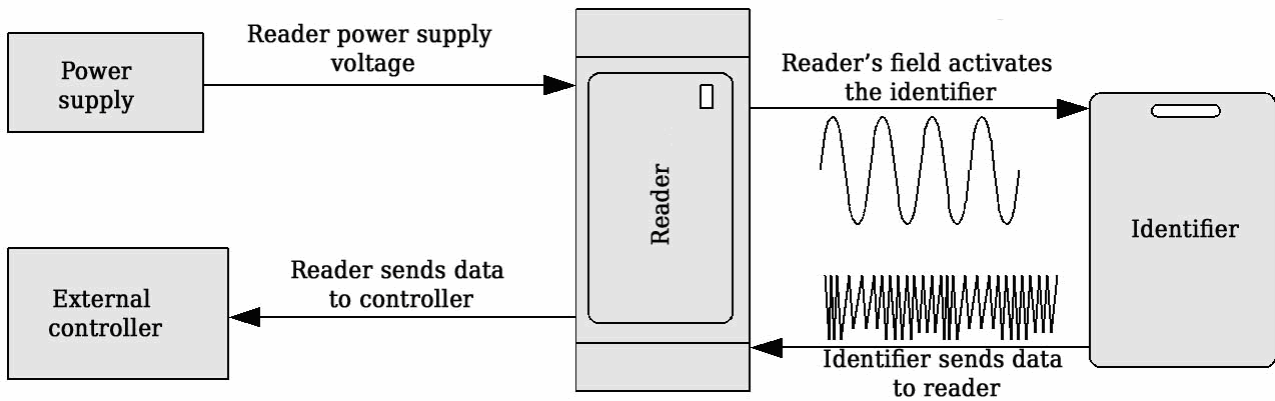 Power
supply
Reader power supply
voltage
Reader
Reader’s field activates
the identifier
Identifier
External
controller
Reader sends data
to controller
Identifier sends data
to reader